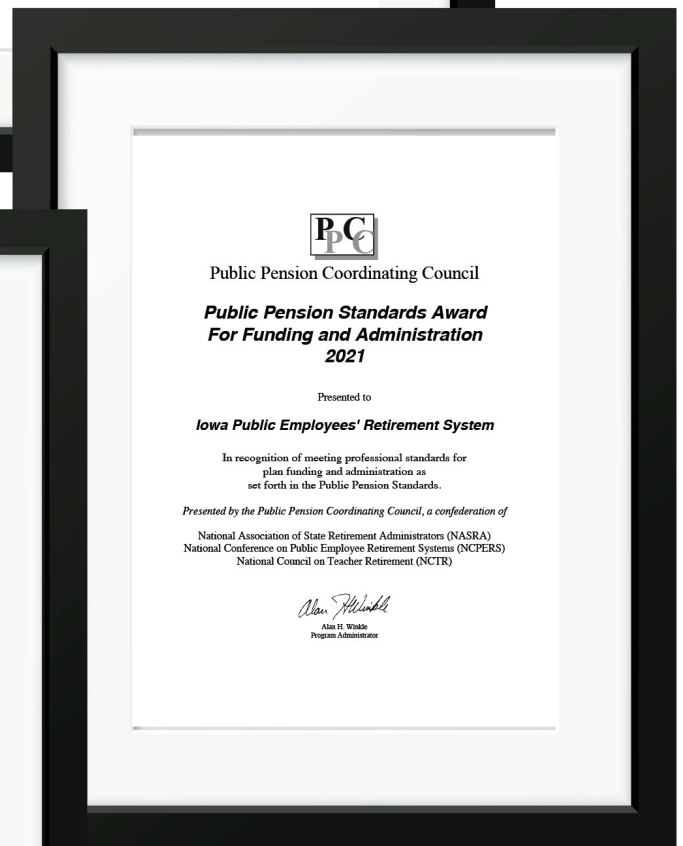 PPCC
Public Pension Coordinating Council
Public Pension Standards Award
For Funding and Administration
2021
Presented to
Iowa Public Employees' Retirement System
In recognition of meeting professional standards for
plan funding and administration as
set forth in the Public Pension Standards.
Presented by the Public Pension Coordinating Council, a confederation of
National Association of State Retirement Administrators (NASRA)
National Conference on Public Employee Retirement Systems (NCPERS)
National Council on Teacher Retirement (NCTR)
Alan H. Winkle
Alan H. Winkle
Program Administrator